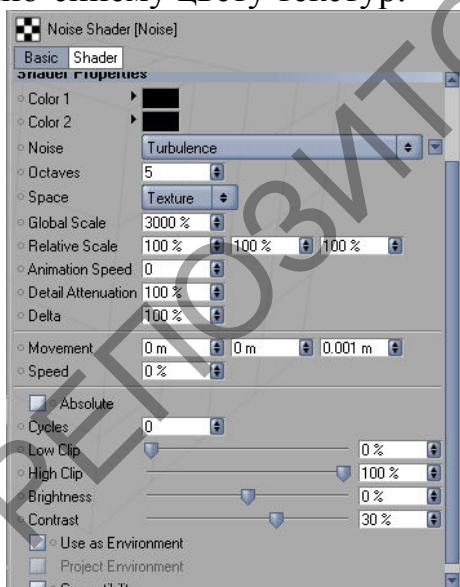 синему цвету текстур.
Noise Shader [Noise]
Basic Shader
Shader Properties
Color 1
Color 2
Noise Turbulence
Octaves 5
Space Texture
Global Scale 3000 %
Relative Scale 100 % 100 % 100 %
Animation Speed 0
Detail Attenuation 100 %
Delta 100 %
Movement 0 m 0 m 0.001 m
Speed 0 %
Absolute
Cycles 0
Low Clip 0 %
High Clip 100 %
Brightness 0 %
Contrast 30 %
Use as Environment
Project Environment
РЕПОЗИТО